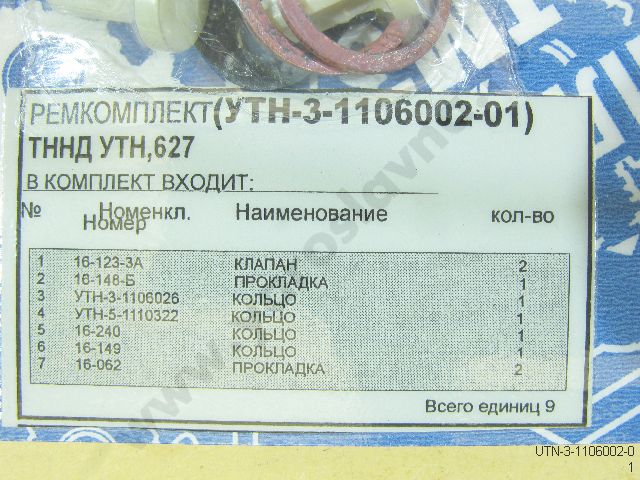 РЕМКОМПЛЕКТ(УТН-3-1106002-01)
ТННД УТН,627
В КОМПЛЕКТ ВХОДИТ:
№ Номенкл. Номер Наименование кол-во
1 16-123-3А КЛАПАН 2
2 16-148-Б ПРОКЛАДКА 1
3 УТН-3-1106026 КОЛЬЦО 1
4 УТН-5-1110322 КОЛЬЦО 1
5 16-240 КОЛЬЦО 1
6 16-149 КОЛЬЦО 1
7 16-062 ПРОКЛАДКА 2
Всего единиц 9
UTN-3-1106002-0
1